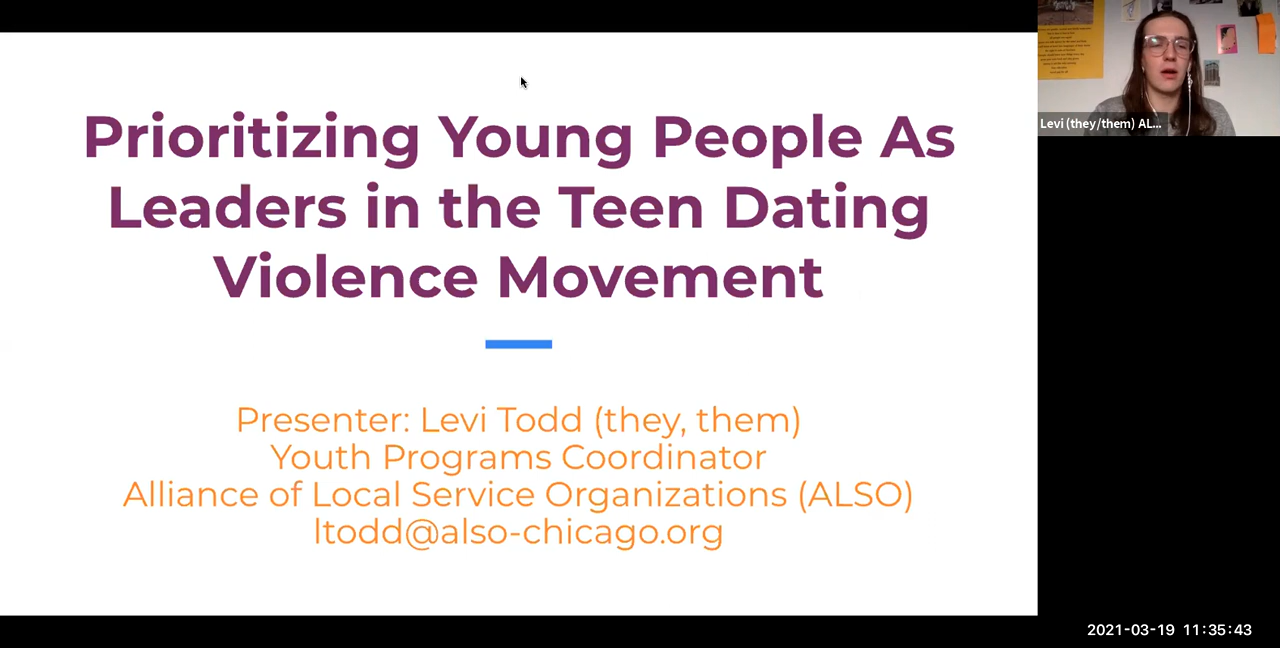 Prioritizing Young People As
Leaders in the Teen Dating
Violence Movement
Presenter: Levi Todd (they, them)
Youth Programs Coordinator
Alliance of Local Service Organizations (ALSO)
ltodd@also-chicago.org
Levi (they/them) AL...
2021-03-19 11:35:43